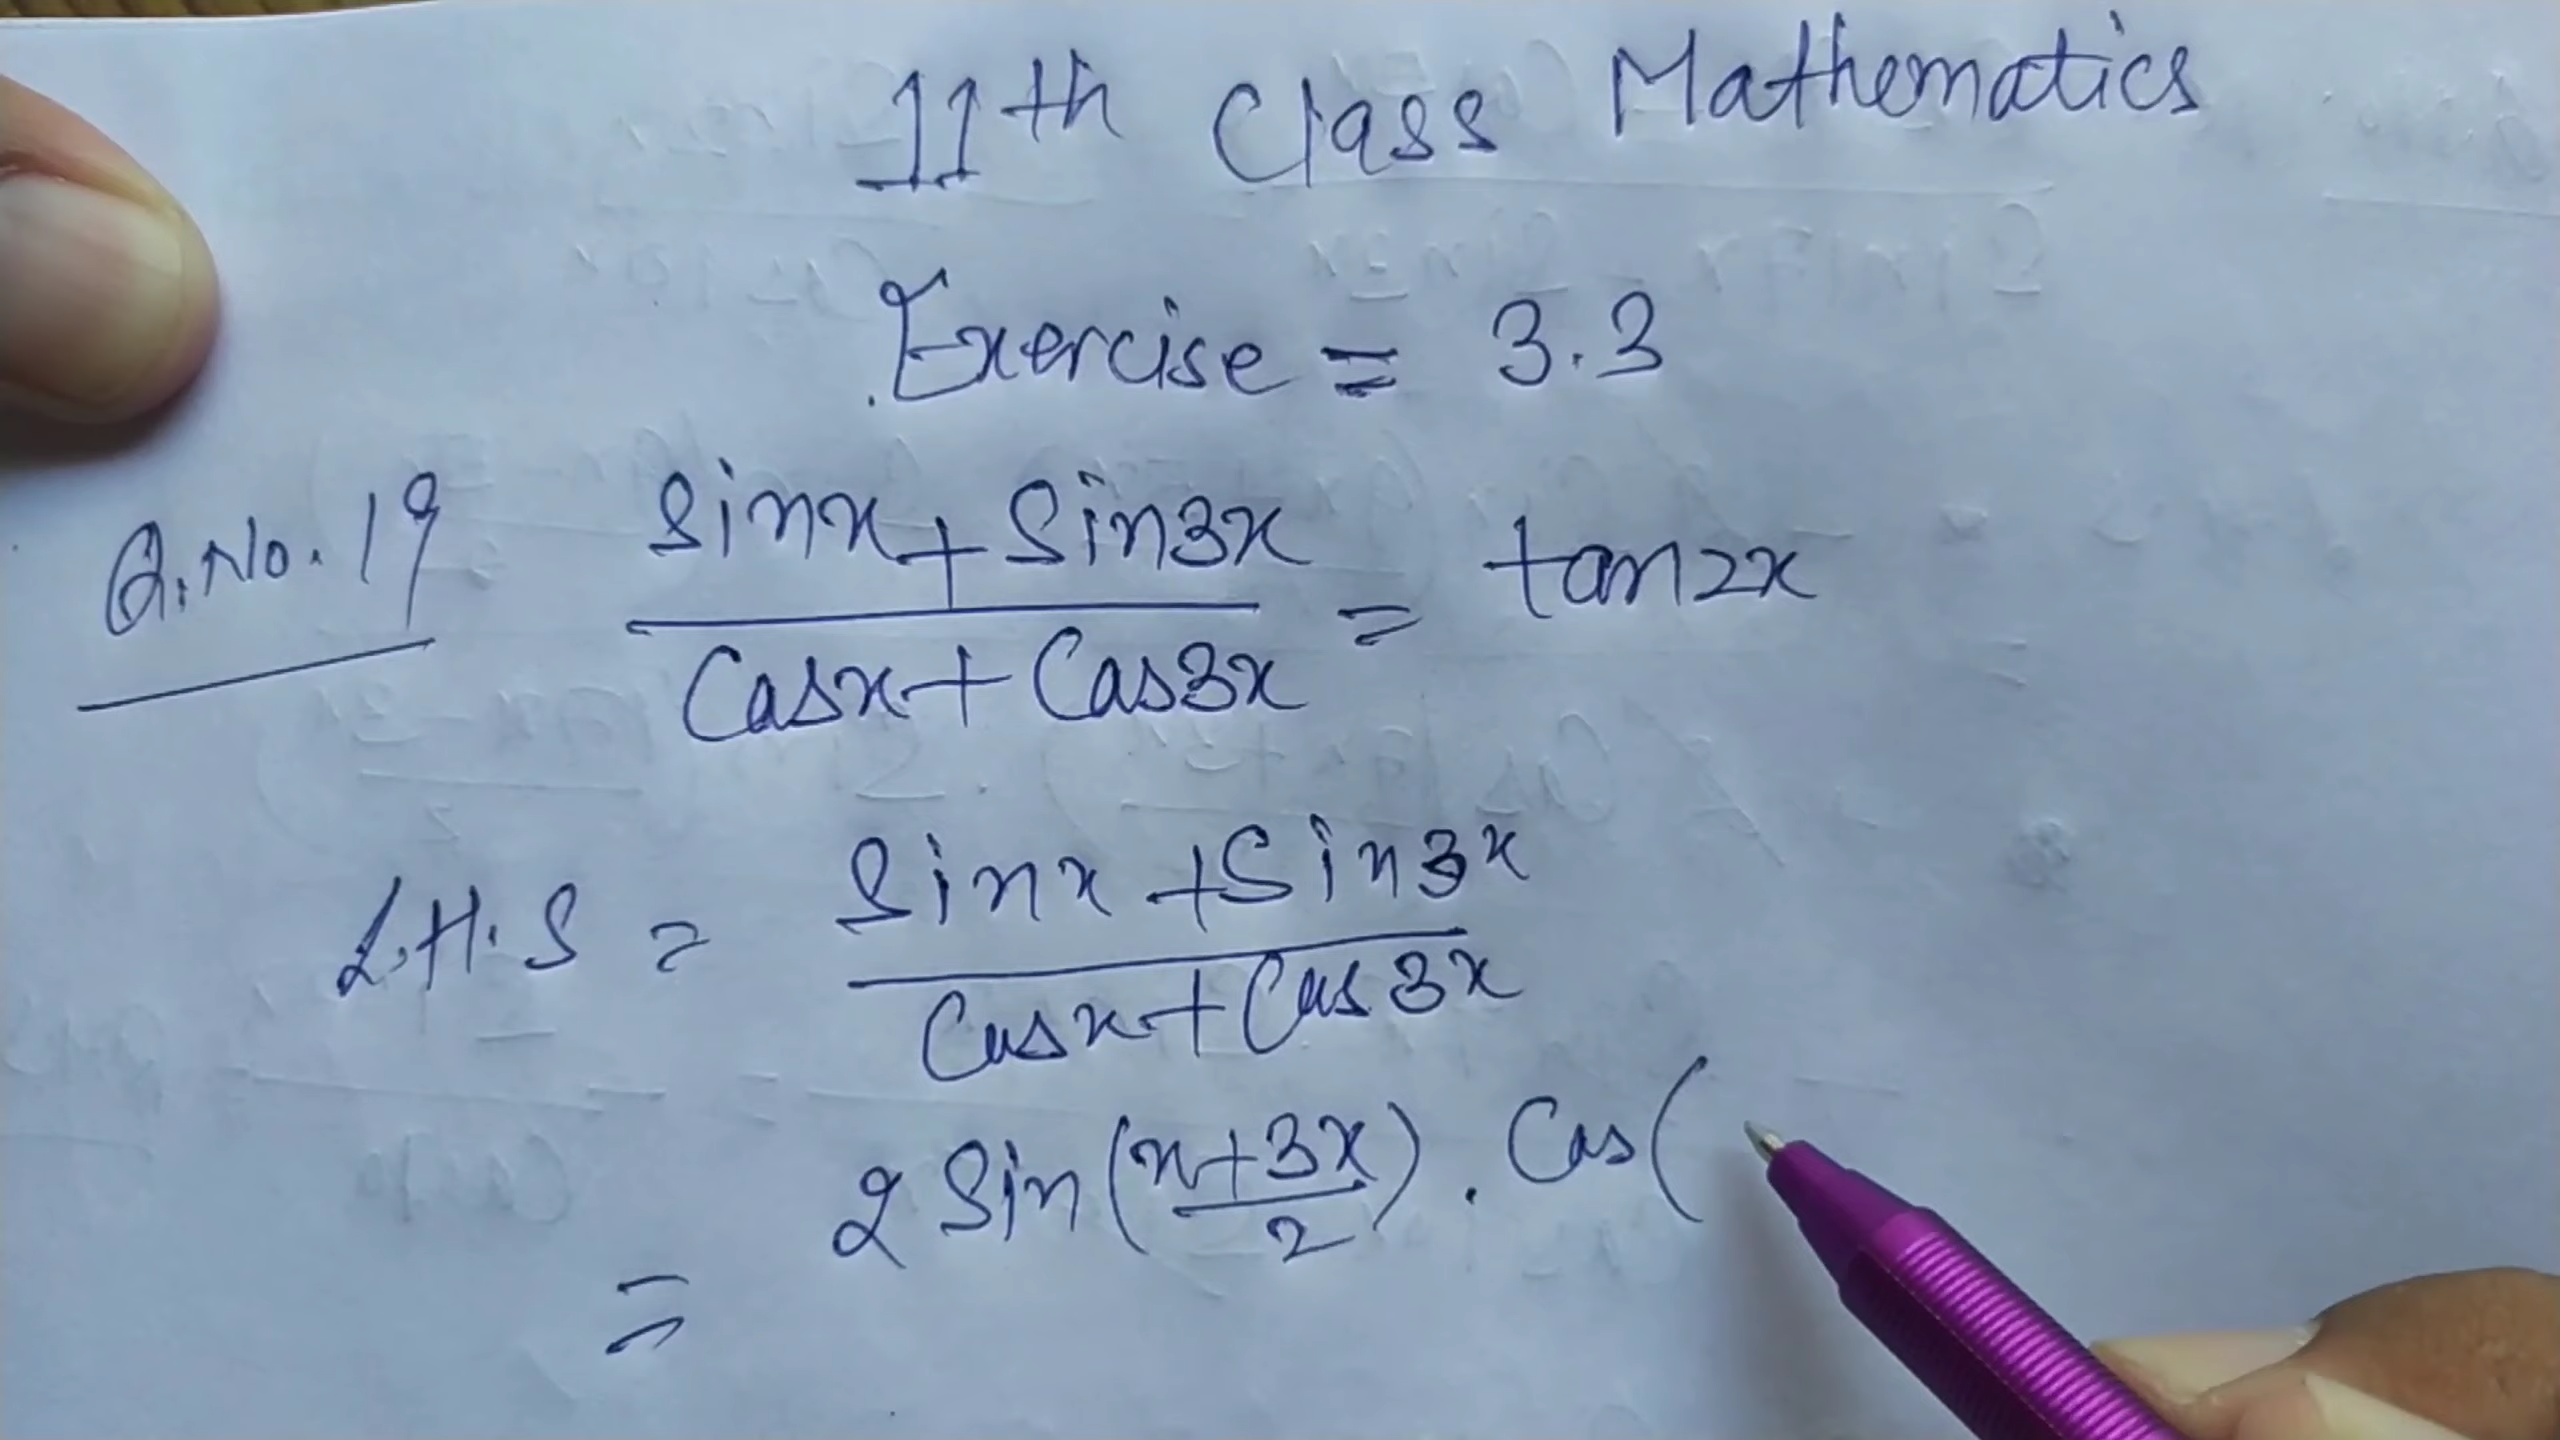 11th Class Mathematics
Exercise = 3.3
Q.No. 19 (sinx + sin3x)/(Cosx + Cos3x) = tan2x
L.H.S = (Sinx + Sin3x)/(Cosx + Cos3x)
= 2 Sin((x+3x)/2) . Cos(